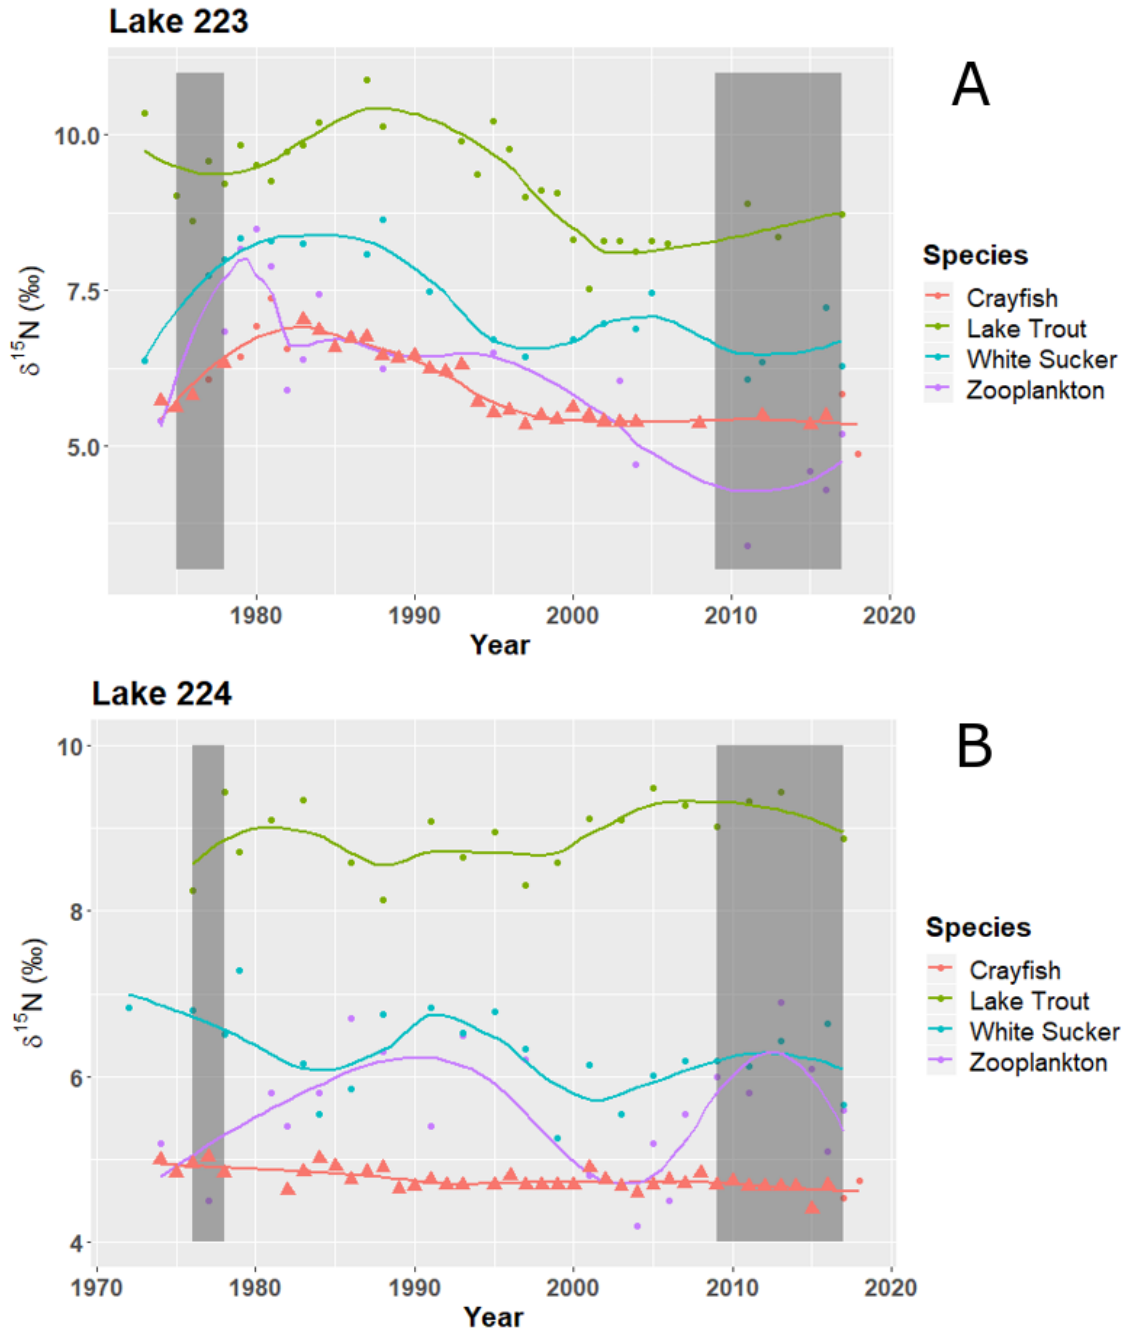 Lake 223
A
10.0
7.5
5.0
δ ¹⁵N (‰)
1980 1990 2000 2010 2020
Year
Species
Crayfish
Lake Trout
White Sucker
Zooplankton
Lake 224
B
10
8
6
4
δ ¹⁵N (‰)
1970 1980 1990 2000 2010 2020
Year
Species
Crayfish
Lake Trout
White Sucker
Zooplankton